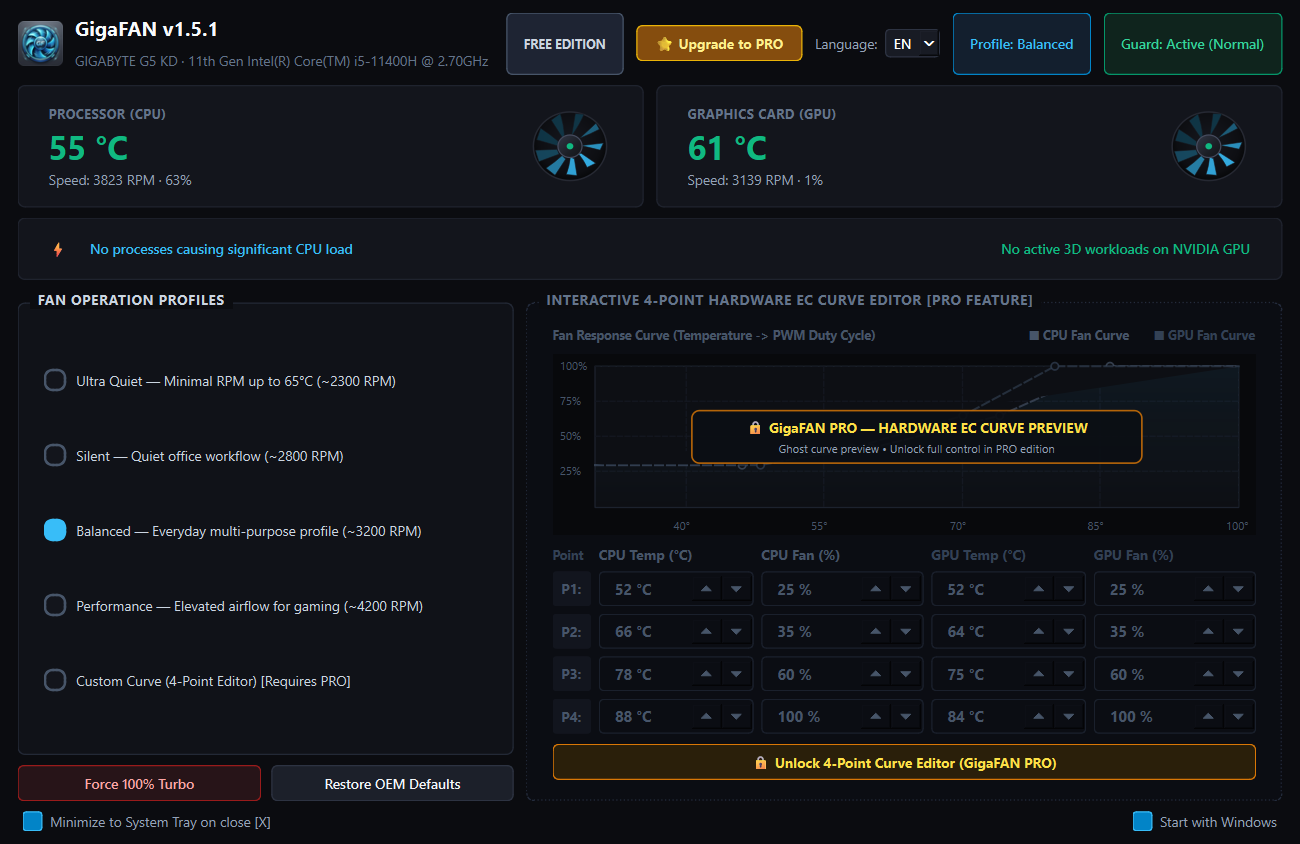 GigaFAN v1.5.1
GIGABYTE G5 KD · 11th Gen Intel(R) Core(TM) i5-11400H @ 2.70GHz
FREE EDITION
Upgrade to PRO
Language:
EN
Profile: Balanced
Guard: Active (Normal)
PROCESSOR (CPU)
55 °C
Speed: 3823 RPM · 63%
GRAPHICS CARD (GPU)
61 °C
Speed: 3139 RPM · 1%
No processes causing significant CPU load
No active 3D workloads on NVIDIA GPU
FAN OPERATION PROFILES
Ultra Quiet — Minimal RPM up to 65°C (~2300 RPM)
Silent — Quiet office workflow (~2800 RPM)
Balanced — Everyday multi-purpose profile (~3200 RPM)
Performance — Elevated airflow for gaming (~4200 RPM)
Custom Curve (4-Point Editor) [Requires PRO]
Force 100% Turbo
Restore OEM Defaults
Minimize to System Tray on close [X]
INTERACTIVE 4-POINT HARDWARE EC CURVE EDITOR [PRO FEATURE]
Fan Response Curve (Temperature -> PWM Duty Cycle)
CPU Fan Curve
GPU Fan Curve
100%
75%
50%
25%
GigaFAN PRO — HARDWARE EC CURVE PREVIEW
Ghost curve preview • Unlock full control in PRO edition
40° 55° 70° 85° 100°
Point CPU Temp (°C) CPU Fan (%) GPU Temp (°C) GPU Fan (%)
P1: 52 °C 25 % 52 °C 25 %
P2: 66 °C 35 % 64 °C 35 %
P3: 78 °C 60 % 75 °C 60 %
P4: 88 °C 100 % 84 °C 100 %
Unlock 4-Point Curve Editor (GigaFAN PRO)
Start with Windows